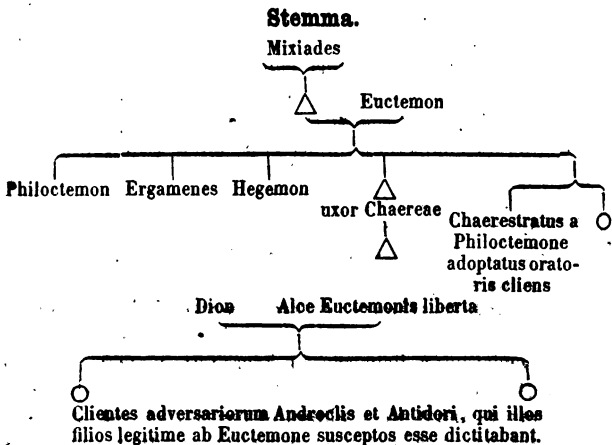 Stemma.
Mixiades
Euctemon
Philoctemon Ergamenes Hegemon
uxor Chaereae
Chaerestratus a
Philoctemone
adoptatus orato-
ris cliens
Dion Alce Euctemonis liberta
Clientes adversariorum Androclis et Antidori, qui illos
filios legitime ab Euctemone susceptos esse dictitabant.